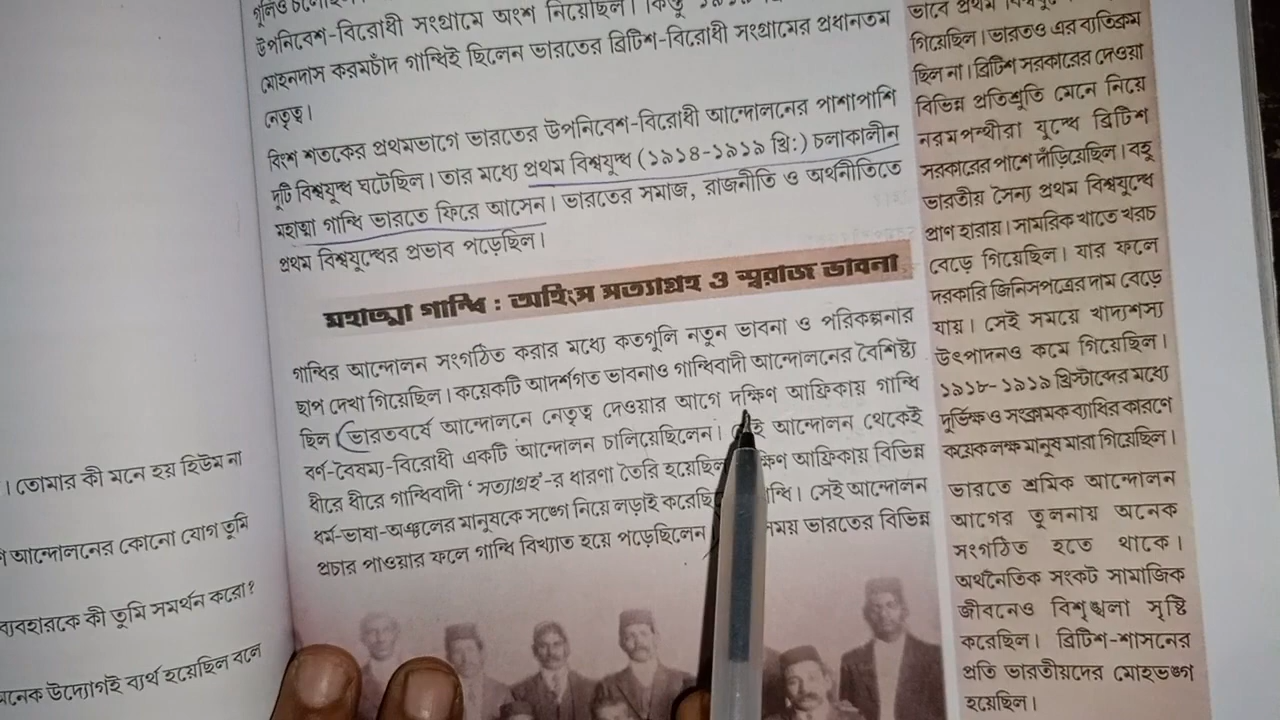 উপনিবেশ-বিরোধী সংগ্রামে অংশ নিয়েছিল। কিন্তু
মোহনদাস করমচাঁদ গান্ধিই ছিলেন ভারতের ব্রিটিশ-বিরোধী সংগ্রামের প্রধানতম
নেতৃত্ব।
বিংশ শতকের প্রথমভাগে ভারতের উপনিবেশ-বিরোধী আন্দোলনের পাশাপাশি
দুটি বিশ্বযুদ্ধ ঘটেছিল। তার মধ্যে প্রথম বিশ্বযুদ্ধ (১৯১৪-১৯১৯ খ্রি:) চলাকালীন
মহাত্মা গান্ধি ভারতে ফিরে আসেন। ভারতের সমাজ, রাজনীতি ও অর্থনীতিতে
প্রথম বিশ্বযুদ্ধের প্রভাব পড়েছিল।
মহাত্মা গান্ধি : অহিংস সত্যাগ্রহ ও স্বরাজ ভাবনা
গান্ধির আন্দোলন সংগঠিত করার মধ্যে কতগুলি নতুন ভাবনা ও পরিকল্পনার
ছাপ দেখা গিয়েছিল। কয়েকটি আদর্শগত ভাবনাও গান্ধিবাদী আন্দোলনের বৈশিষ্ট্য
ছিল। ভারতবর্ষে আন্দোলনে নেতৃত্ব দেওয়ার আগে দক্ষিণ আফ্রিকায় গান্ধি
বর্ণ-বৈষম্য-বিরোধী একটি আন্দোলন চালিয়েছিলেন। আন্দোলন থেকেই
ধীরে ধীরে গান্ধিবাদী 'সত্যাগ্রহ'-র ধারণা তৈরি হয়েছিল আফ্রিকায় বিভিন্ন
ধর্ম-ভাষা-অঞ্চলের মানুষকে সঙ্গে নিয়ে লড়াই সেই আন্দোলন
প্রচার পাওয়ার ফলে গান্ধি বিখ্যাত হয়ে পড়েছিলেন ভারতের বিভিন্ন
ভাবে প্রথম
গিয়েছিল। ভারতও এর ব্যতিক্রম
ছিল না। ব্রিটিশ সরকারের দেওয়া
বিভিন্ন প্রতিশ্রুতি মেনে নিয়ে
নরমপন্থীরা যুদ্ধে ব্রিটিশ
সরকারের পাশে দাঁড়িয়েছিল। বহু
ভারতীয় সৈন্য প্রথম বিশ্বযুদ্ধে
প্রাণ হারায়। সামরিক খাতে খরচ
বেড়ে গিয়েছিল। যার ফলে
দরকারি জিনিসপত্রের দাম বেড়ে
যায়। সেই সময়ে খাদ্যশস্য
উৎপাদনও কমে গিয়েছিল।
১৯১৮-১৯১৯ খ্রিস্টাব্দের মধ্যে
দুর্ভিক্ষ ও সংক্রামক ব্যাধির কারণে
কয়েক লক্ষ মানুষ মারা গিয়েছিল।
ভারতে শ্রমিক আন্দোলন
আগের তুলনায় অনেক
সংগঠিত হতে থাকে।
অর্থনৈতিক সংকট সামাজিক
জীবনেও বিশৃঙ্খলা সৃষ্টি
করেছিল। ব্রিটিশ-শাসনের
প্রতি ভারতীয়দের মোহভঙ্গ
হয়েছিল।
। তোমার কী মনে হয় হিউম না
আন্দোলনের কোনো যোগ তুমি
ব্যবহারকে কী তুমি সমর্থন করো?
উদ্যোগই ব্যর্থ হয়েছিল বলে